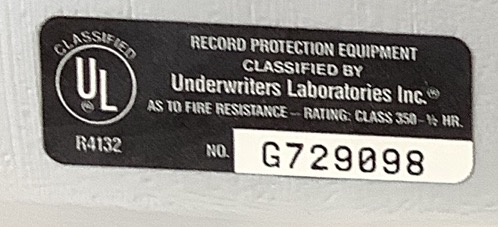 CLASSIFIED
UL
®
R4132
RECORD PROTECTION EQUIPMENT
CLASSIFIED BY
Underwriters Laboratories Inc.®
AS TO FIRE RESISTANCE – RATING: CLASS 350 – ½ HR.
NO. G729098